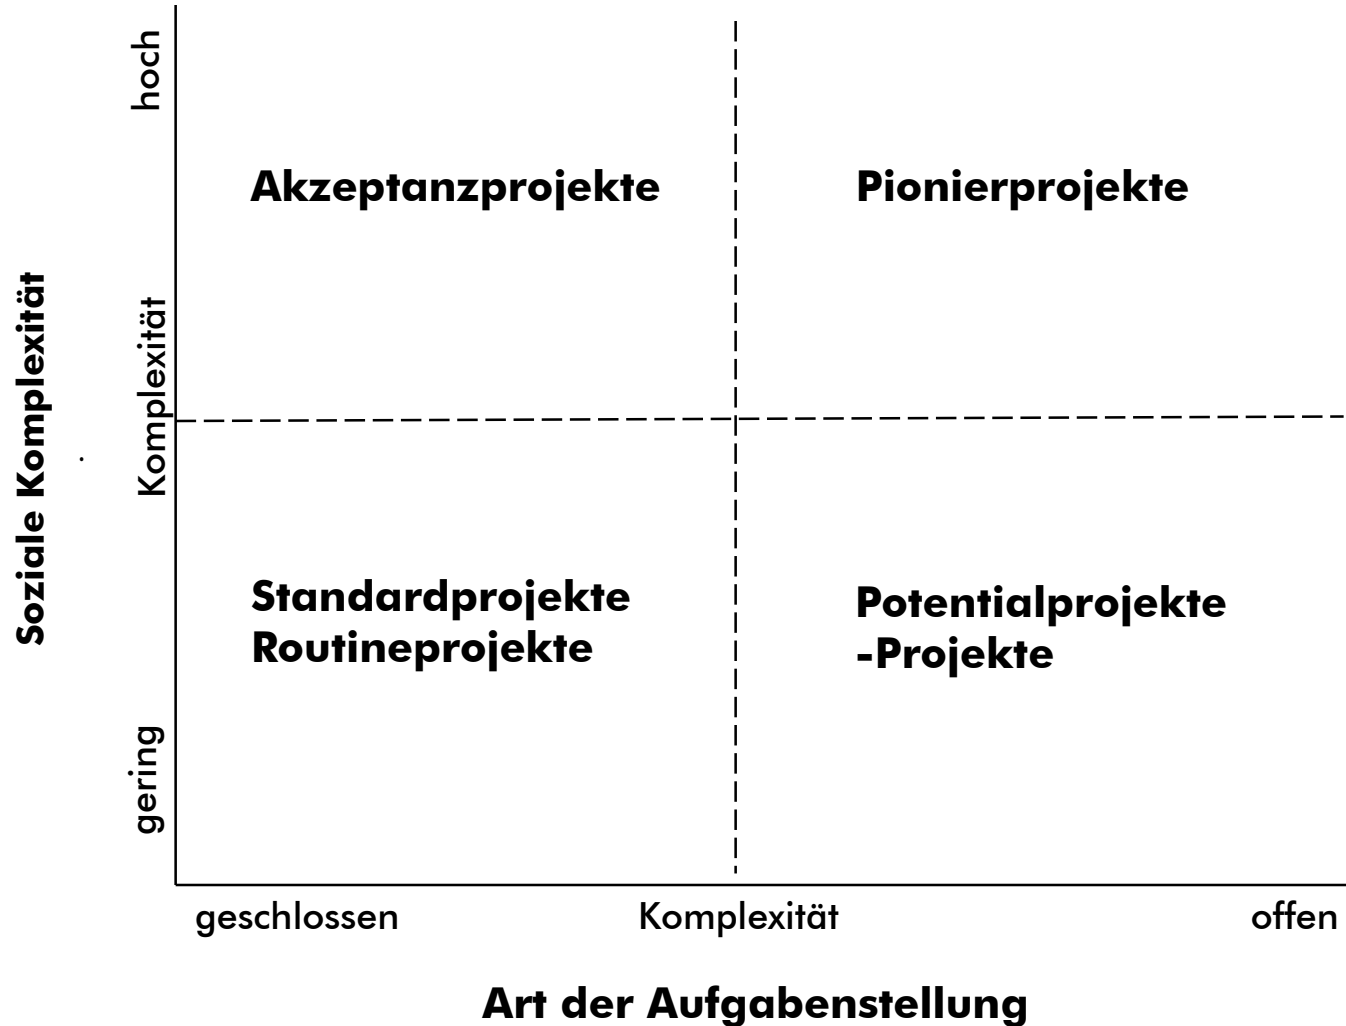 hoch
Akzeptanzprojekte
Pionierprojekte
Soziale Komplexität
Komplexität
Standardprojekte
Routineprojekte
Potentialprojekte
-Projekte
gering
geschlossen
Komplexität
offen
Art der Aufgabenstellung